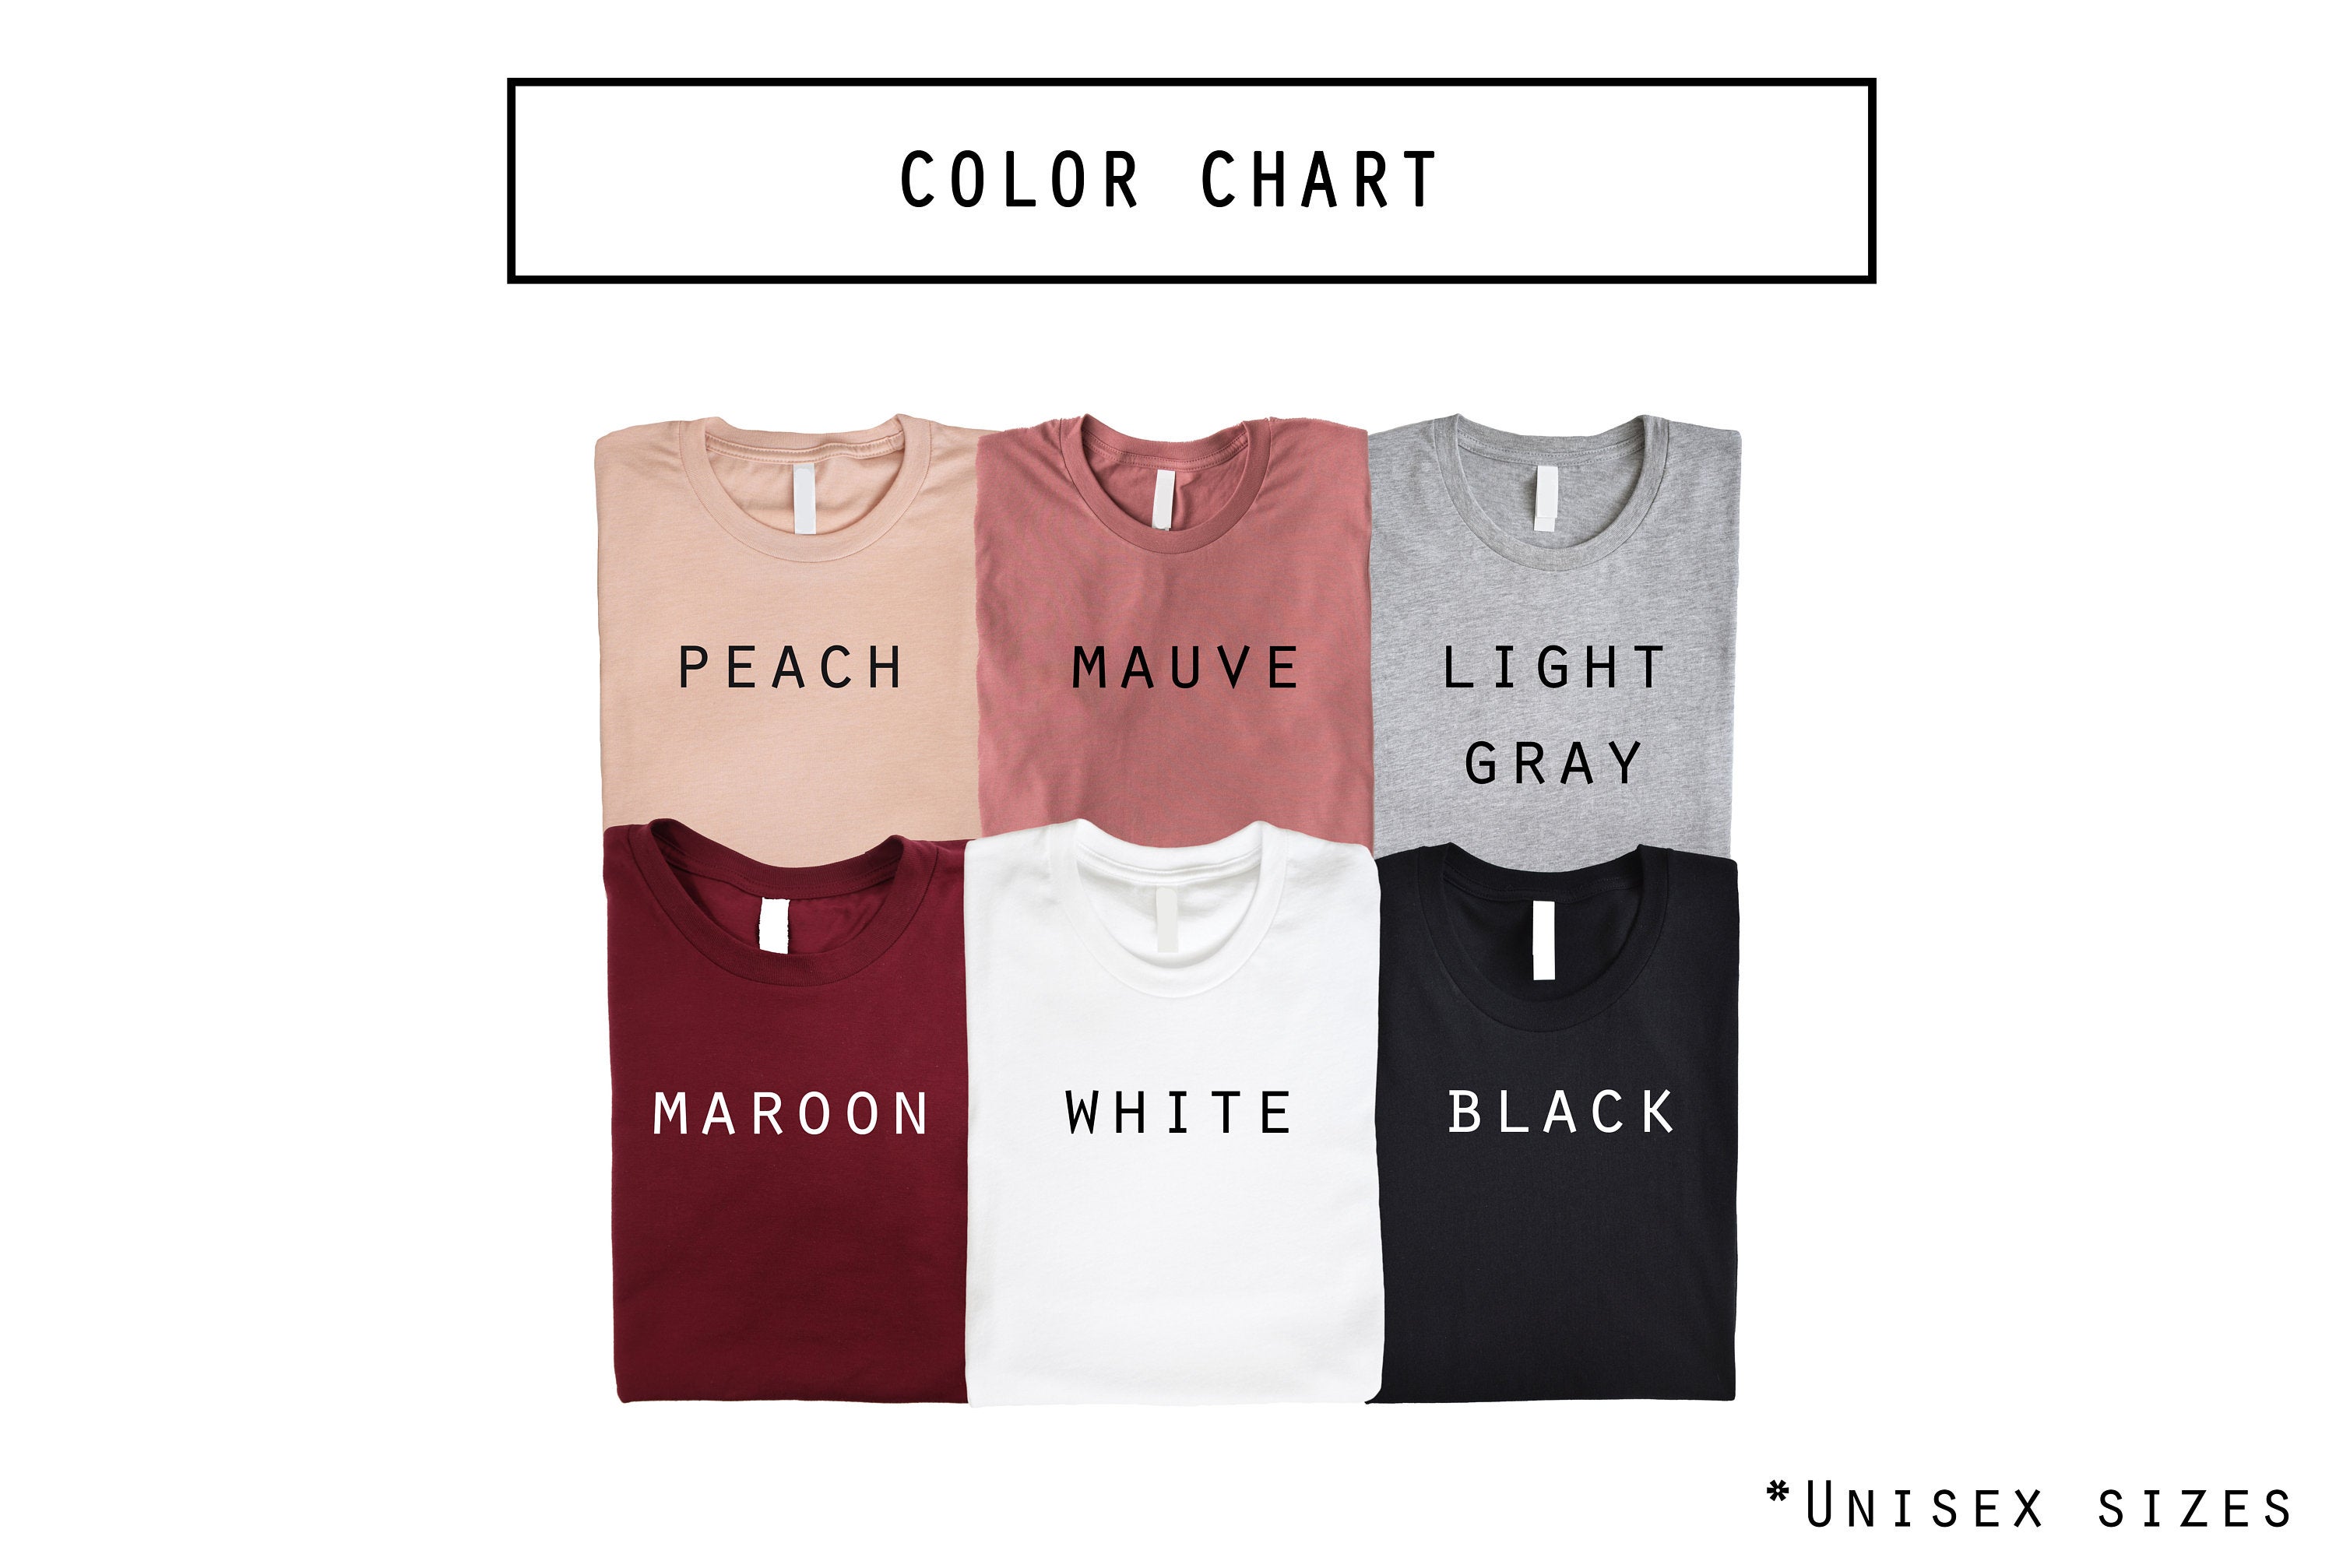 COLOR CHART
PEACH
MAUVE
LIGHT
GRAY
MAROON
WHITE
BLACK
*UNISEX SIZES